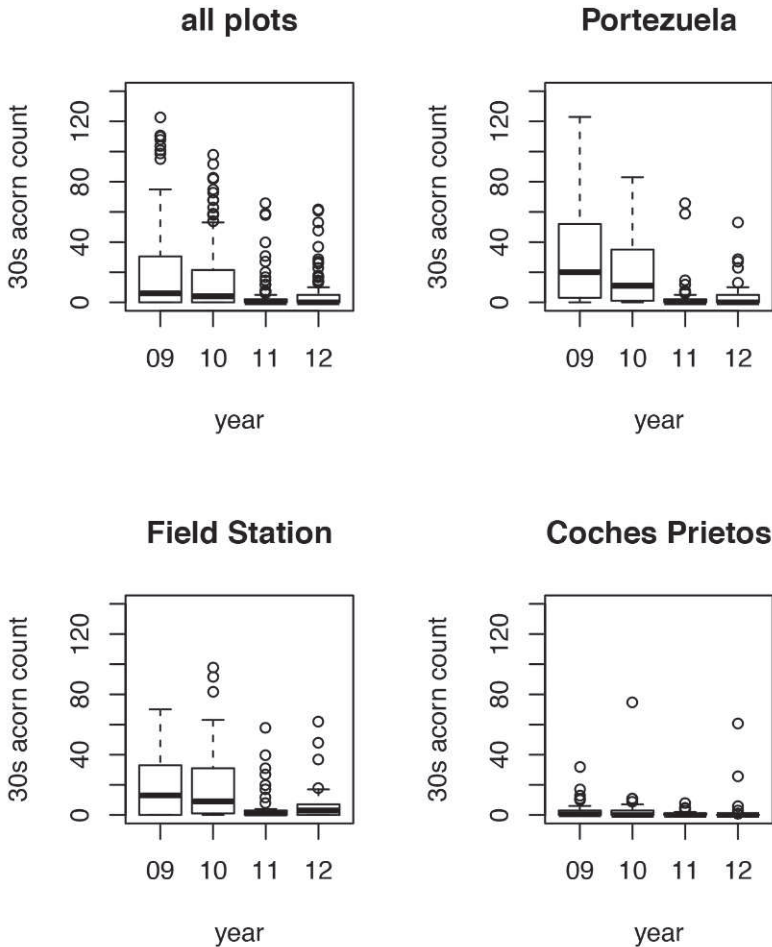 all plots
30s acorn count
120
80
40
0
09 10 11 12
year
Portezuela
30s acorn count
120
80
40
0
09 10 11 12
year
Field Station
30s acorn count
120
80
40
0
09 10 11 12
year
Coches Prietos
30s acorn count
120
80
40
0
09 10 11 12
year